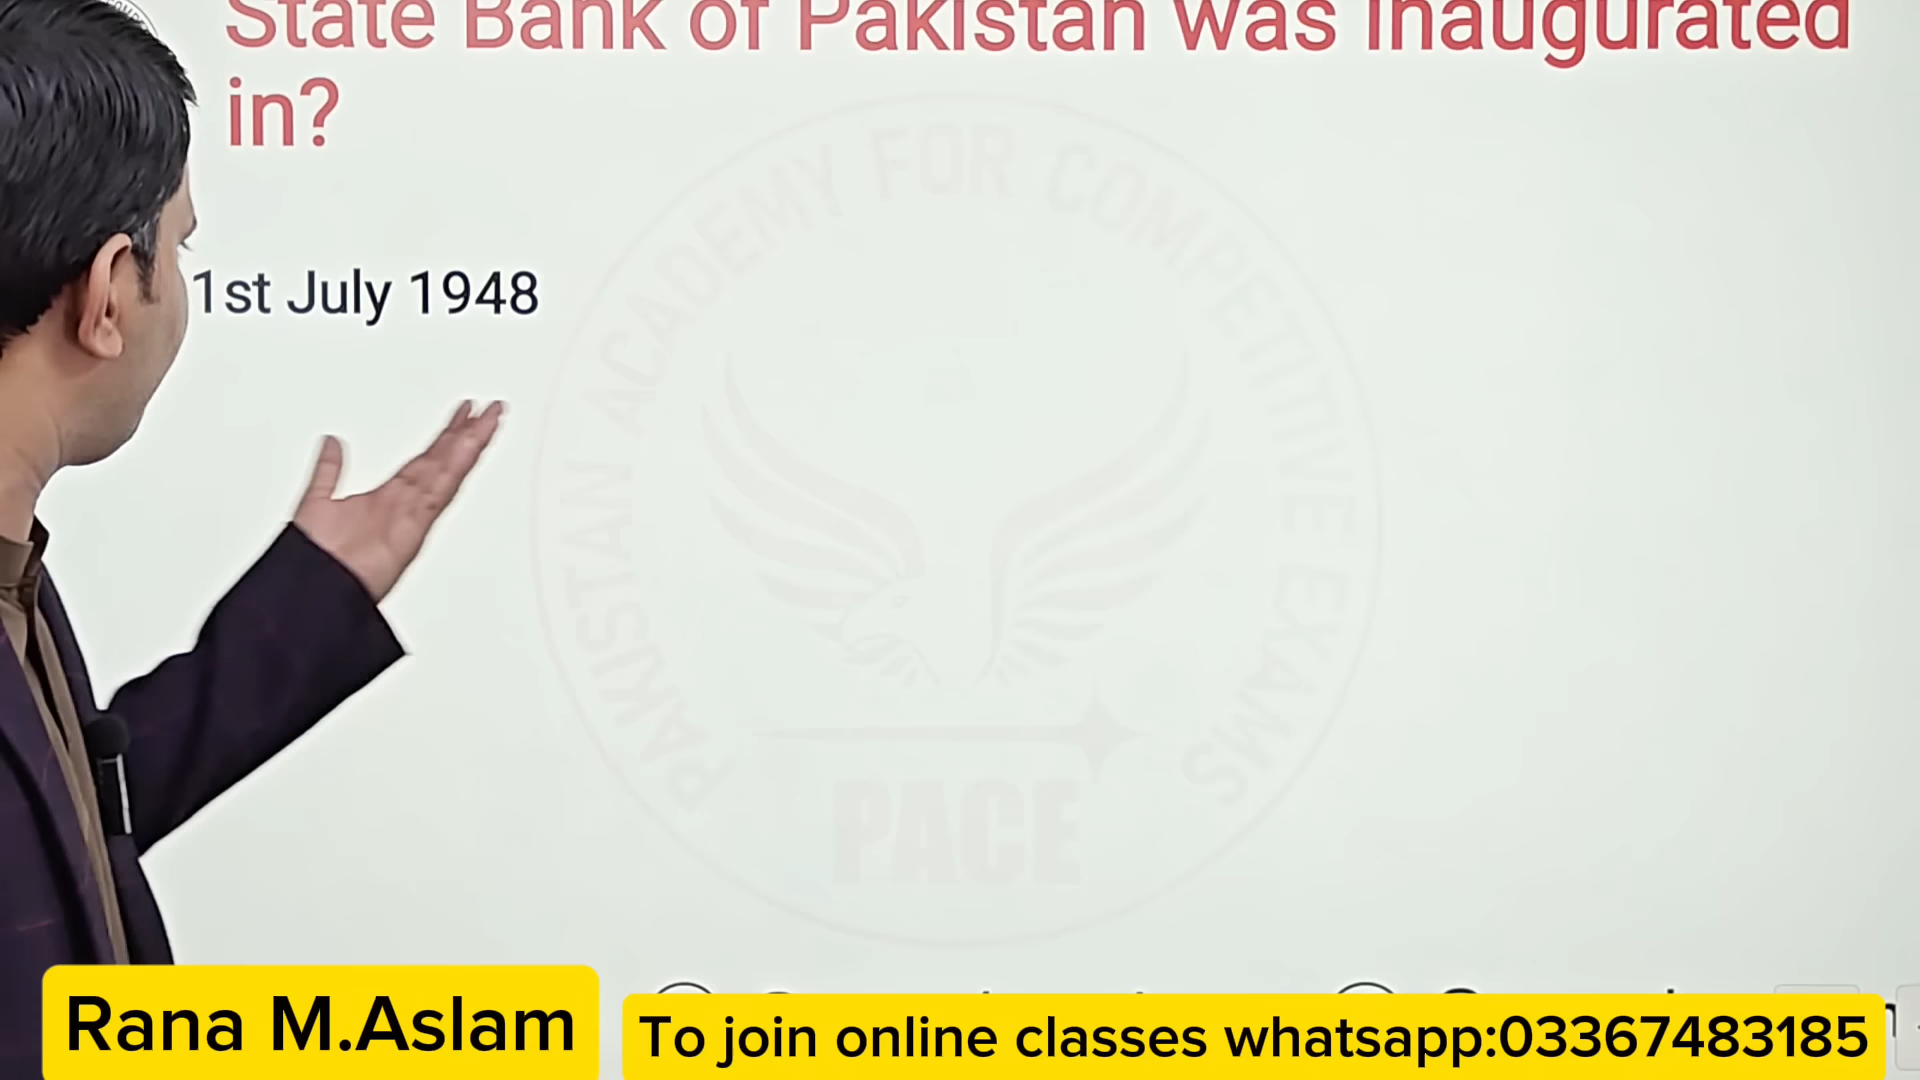 State Bank of Pakistan was inaugurated
in?
1st July 1948
PAKISTAN ACADEMY FOR COMPETITIVE EXAMS
PACE
Rana M.Aslam
To join online classes whatsapp:03367483185